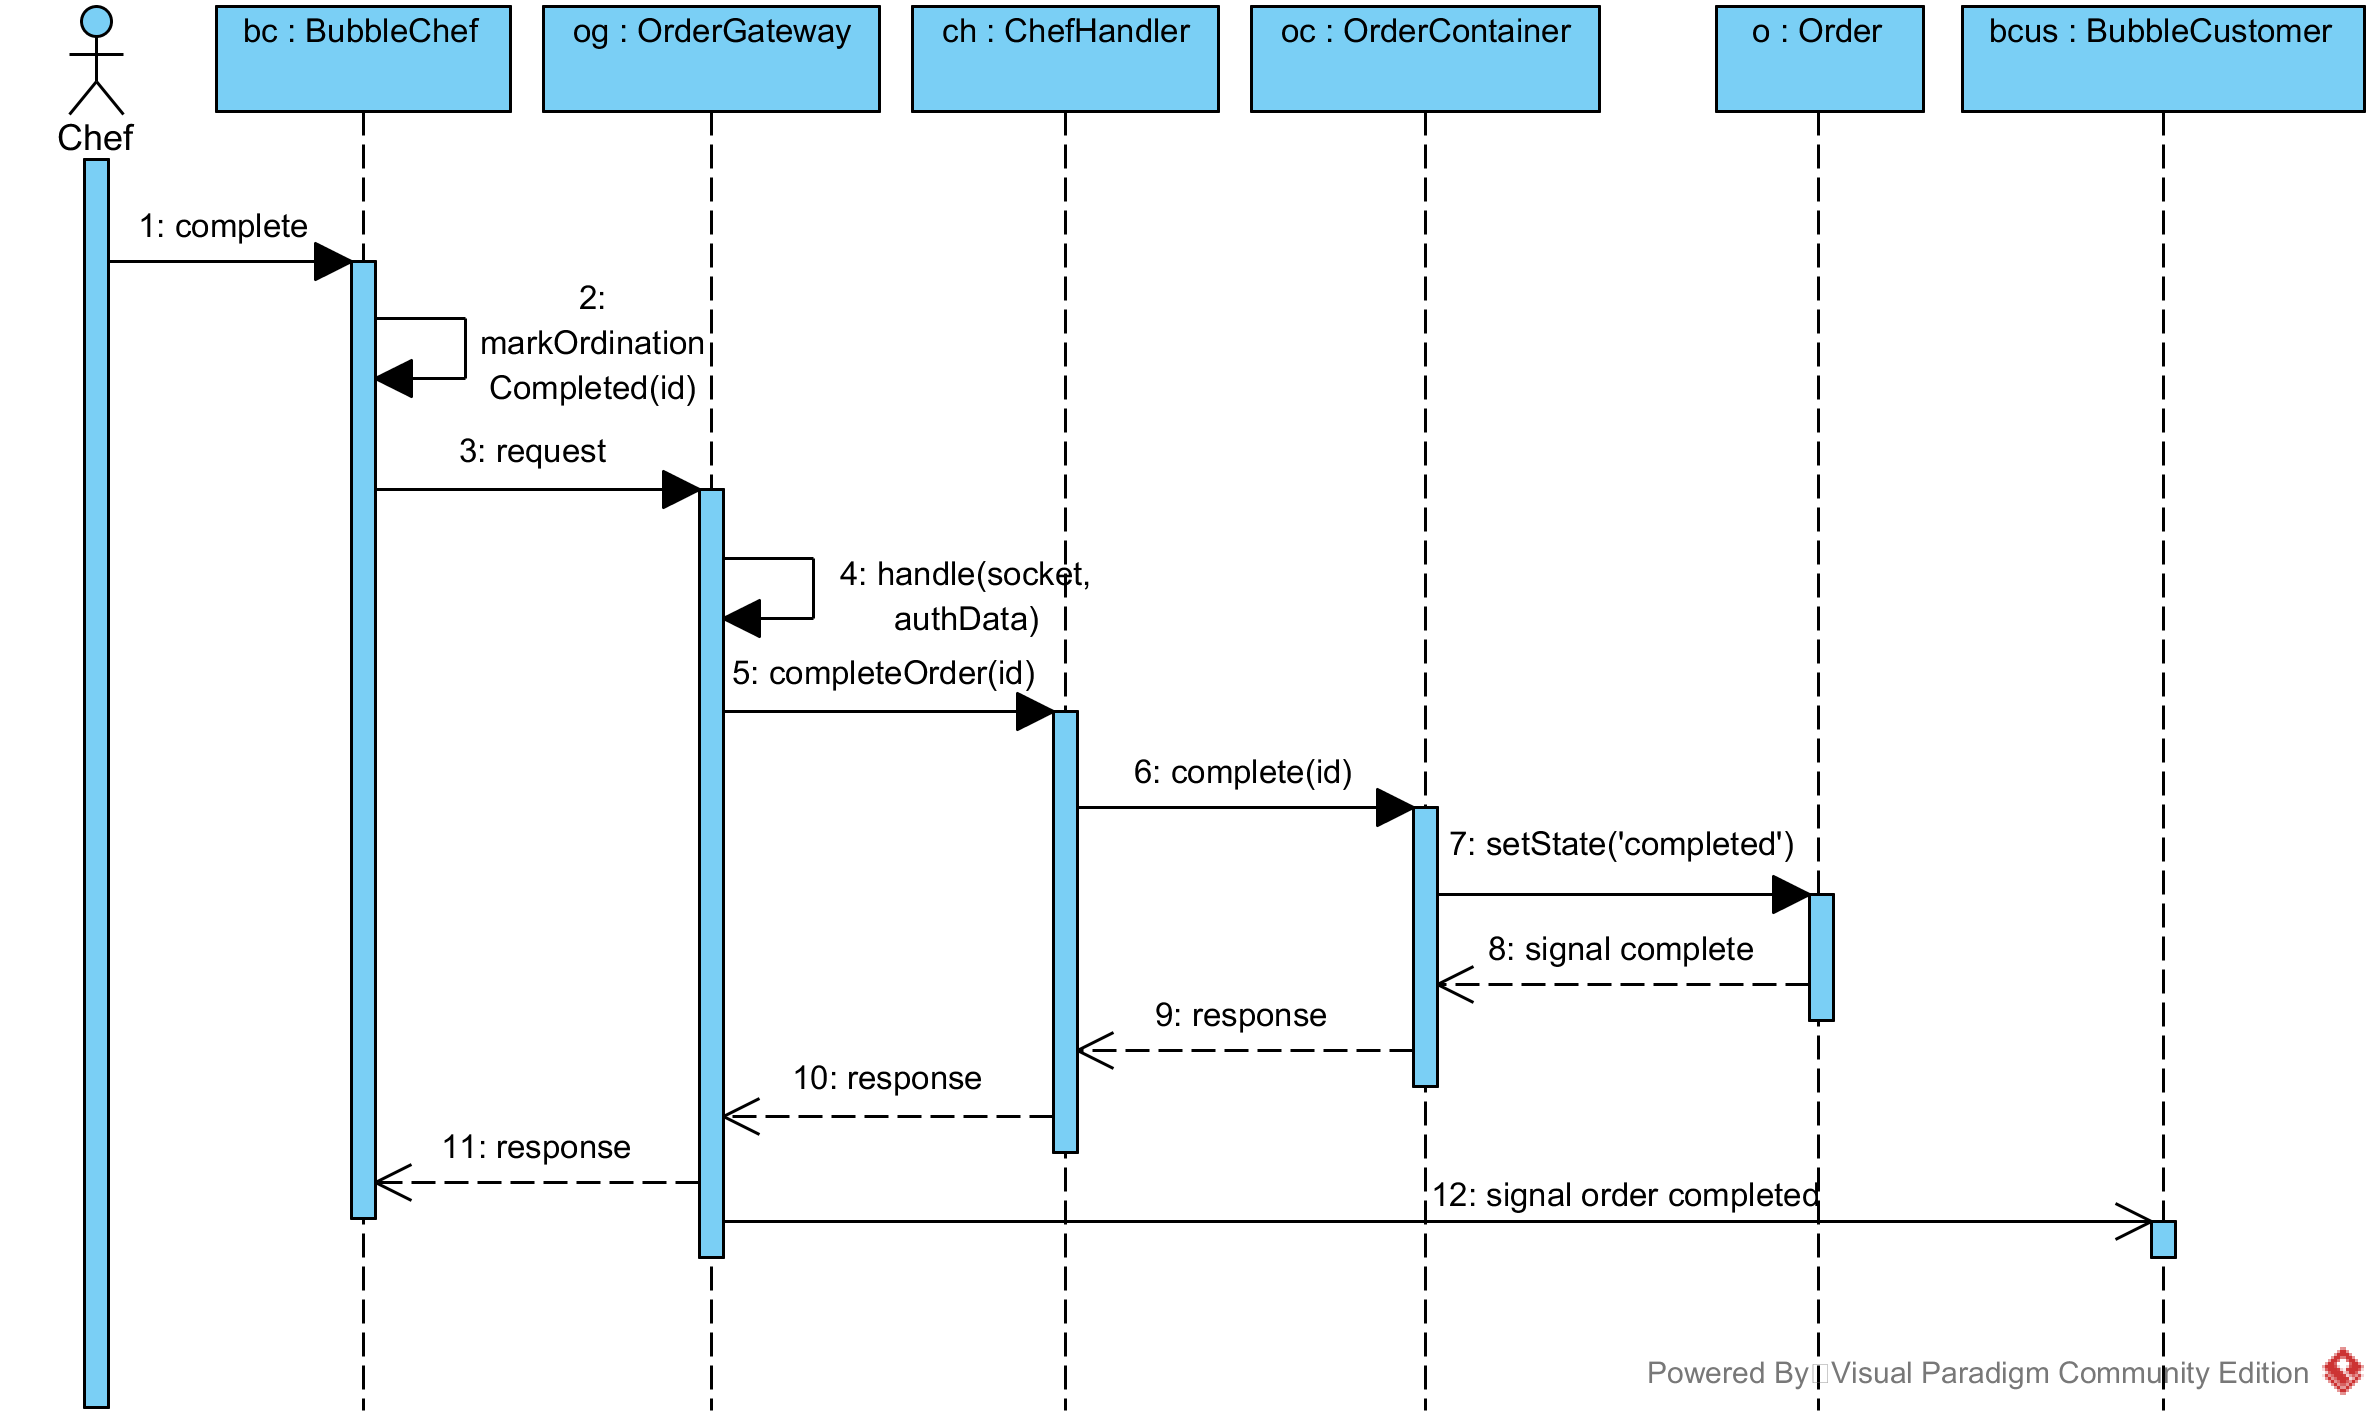 bc : BubbleChef
og : OrderGateway
ch : ChefHandler
oc : OrderContainer
o : Order
bcus : BubbleCustomer
Chef
1: complete
2:
markOrdination
Completed(id)
3: request
4: handle(socket,
authData)
5: completeOrder(id)
6: complete(id)
7: setState('completed')
8: signal complete
9: response
10: response
11: response
12: signal order completed
Powered By Visual Paradigm Community Edition